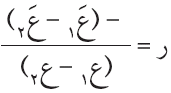 ر = −(عَ١ − عَ٢) / (ع١ − ع٢)